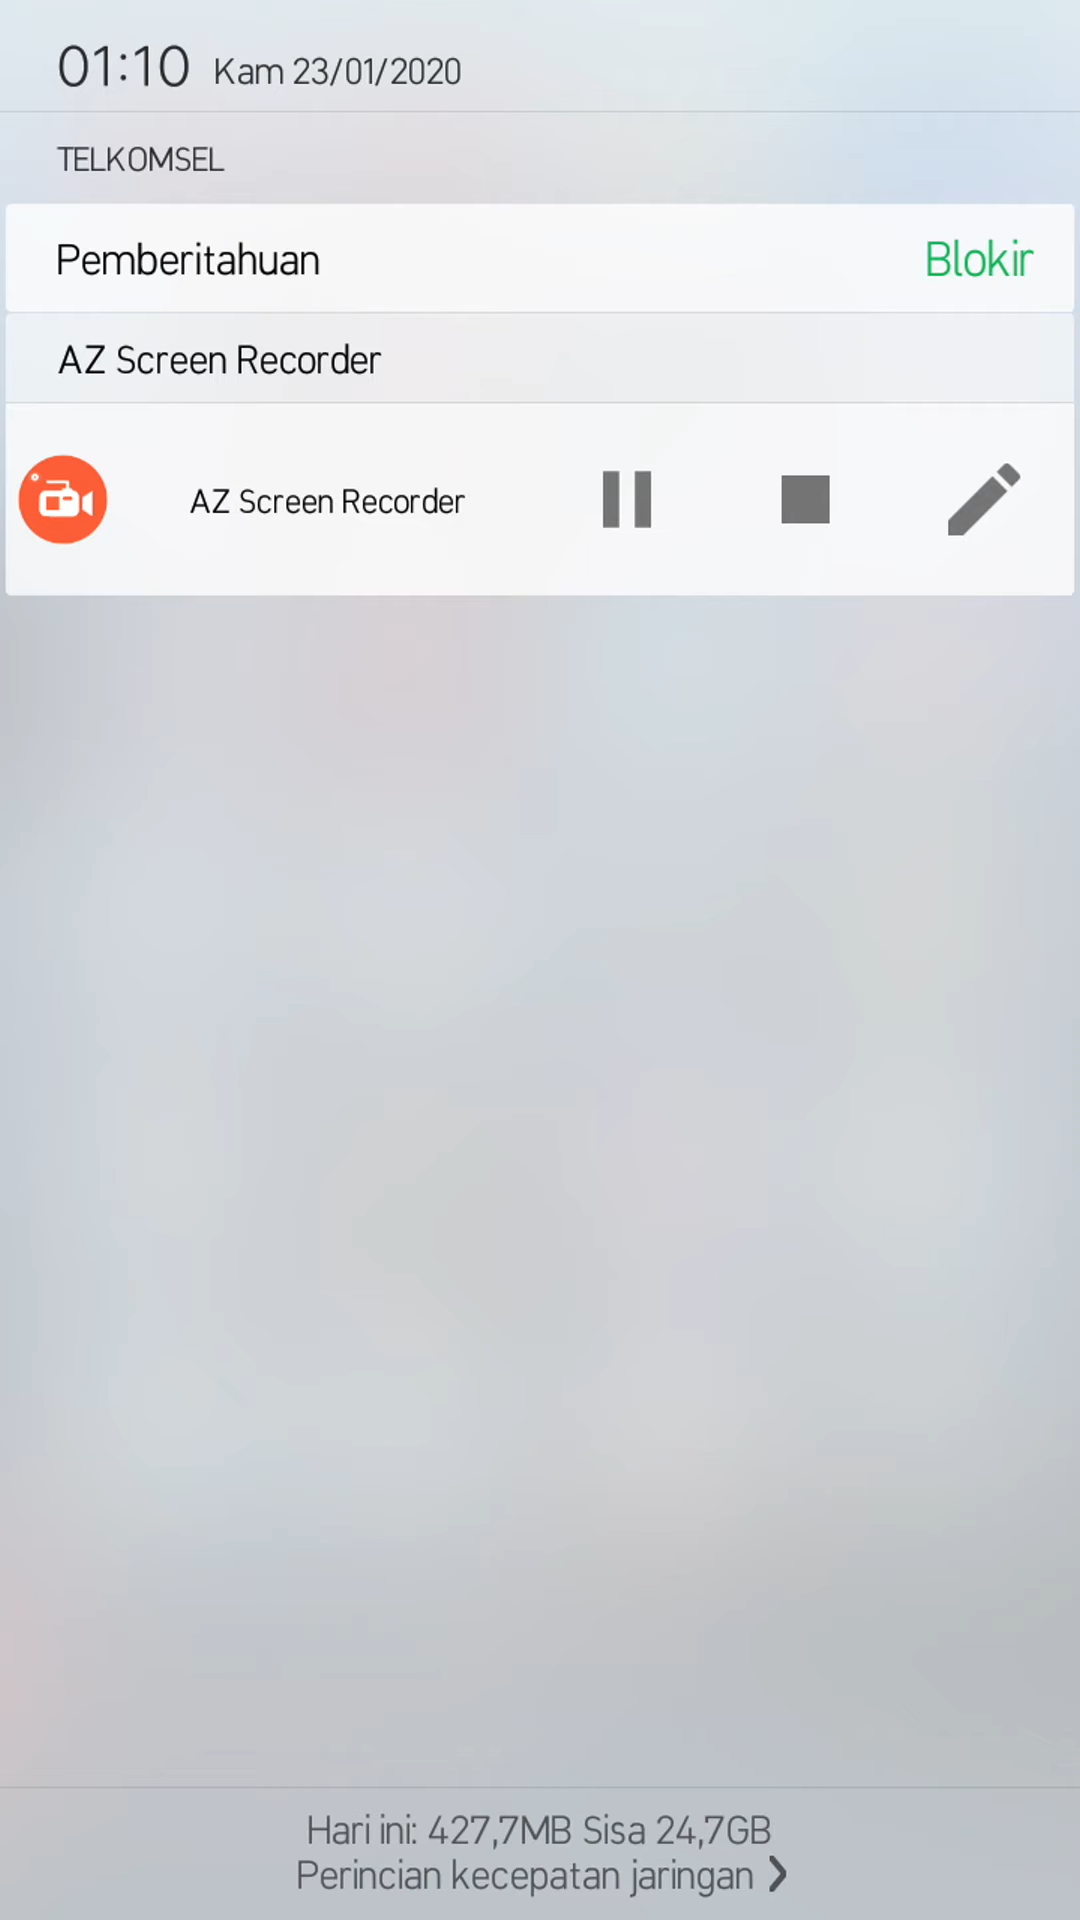 01:10 Kam 23/01/2020
TELKOMSEL
Pemberitahuan Blokir
AZ Screen Recorder
AZ Screen Recorder
Hari ini: 427,7MB Sisa 24,7GB
Perincian kecepatan jaringan